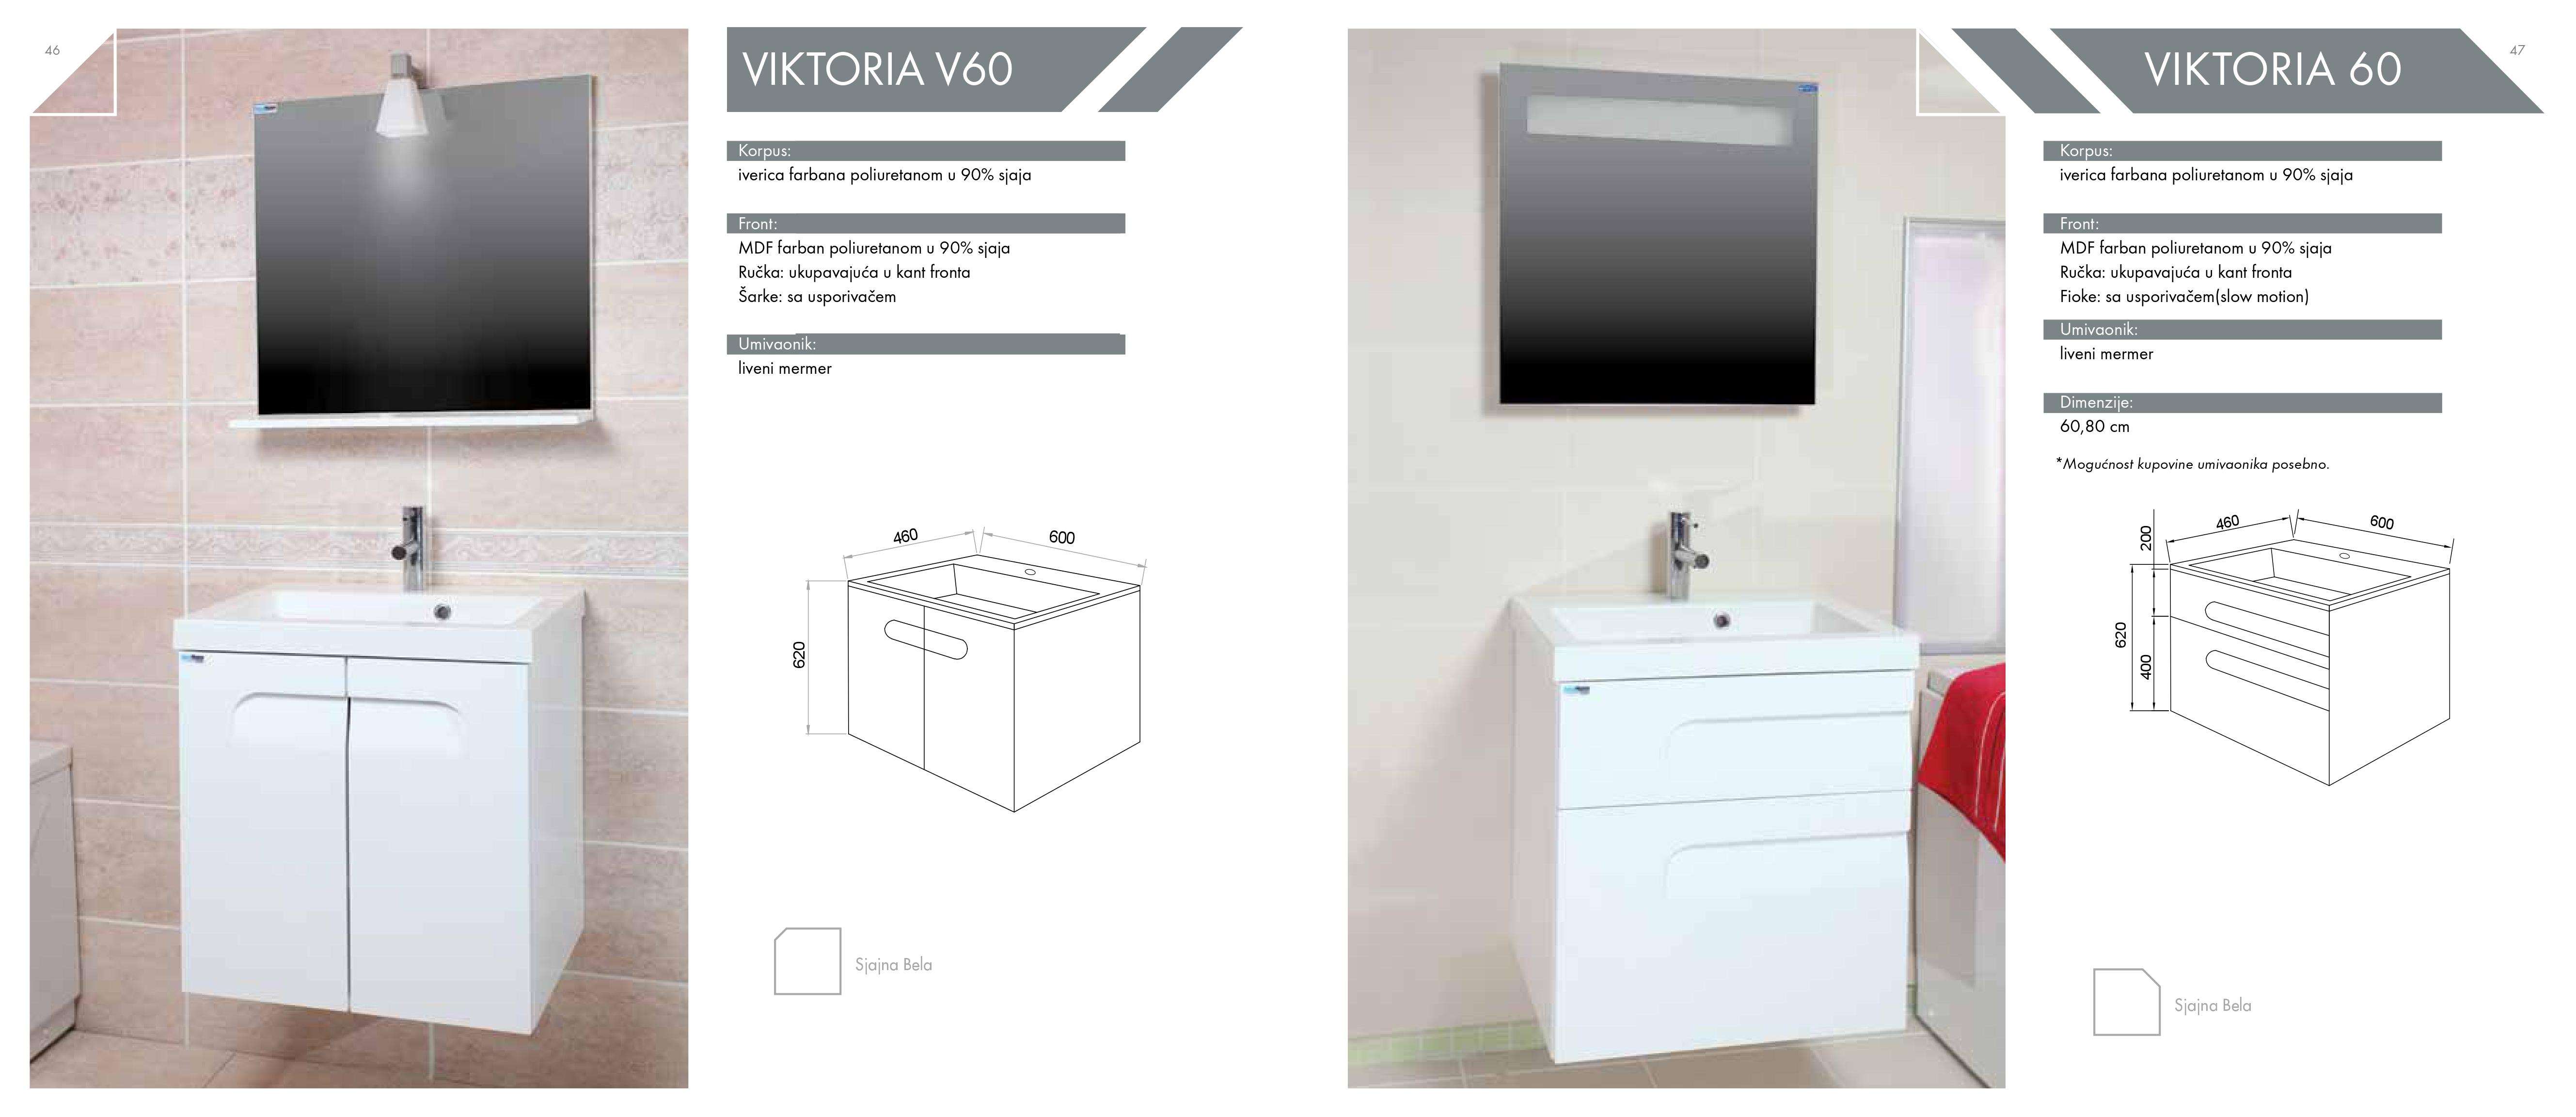 46
VIKTORIA V60
Korpus:
iverica farbana poliuretanom u 90% sjaja
Front:
MDF farban poliuretanom u 90% sjaja
Ručka: ukupavajuća u kant fronta
Šarke: sa usporivačem
Umivaonik:
liveni mermer
460
600
620
Sjajna Bela
VIKTORIA 60
47
Korpus:
iverica farbana poliuretanom u 90% sjaja
Front:
MDF farban poliuretanom u 90% sjaja
Ručka: ukupavajuća u kant fronta
Fioke: sa usporivačem(slow motion)
Umivaonik:
liveni mermer
Dimenzije:
60,80 cm
*Mogućnost kupovine umivaonika posebno.
460
600
200
620
400
Sjajna Bela